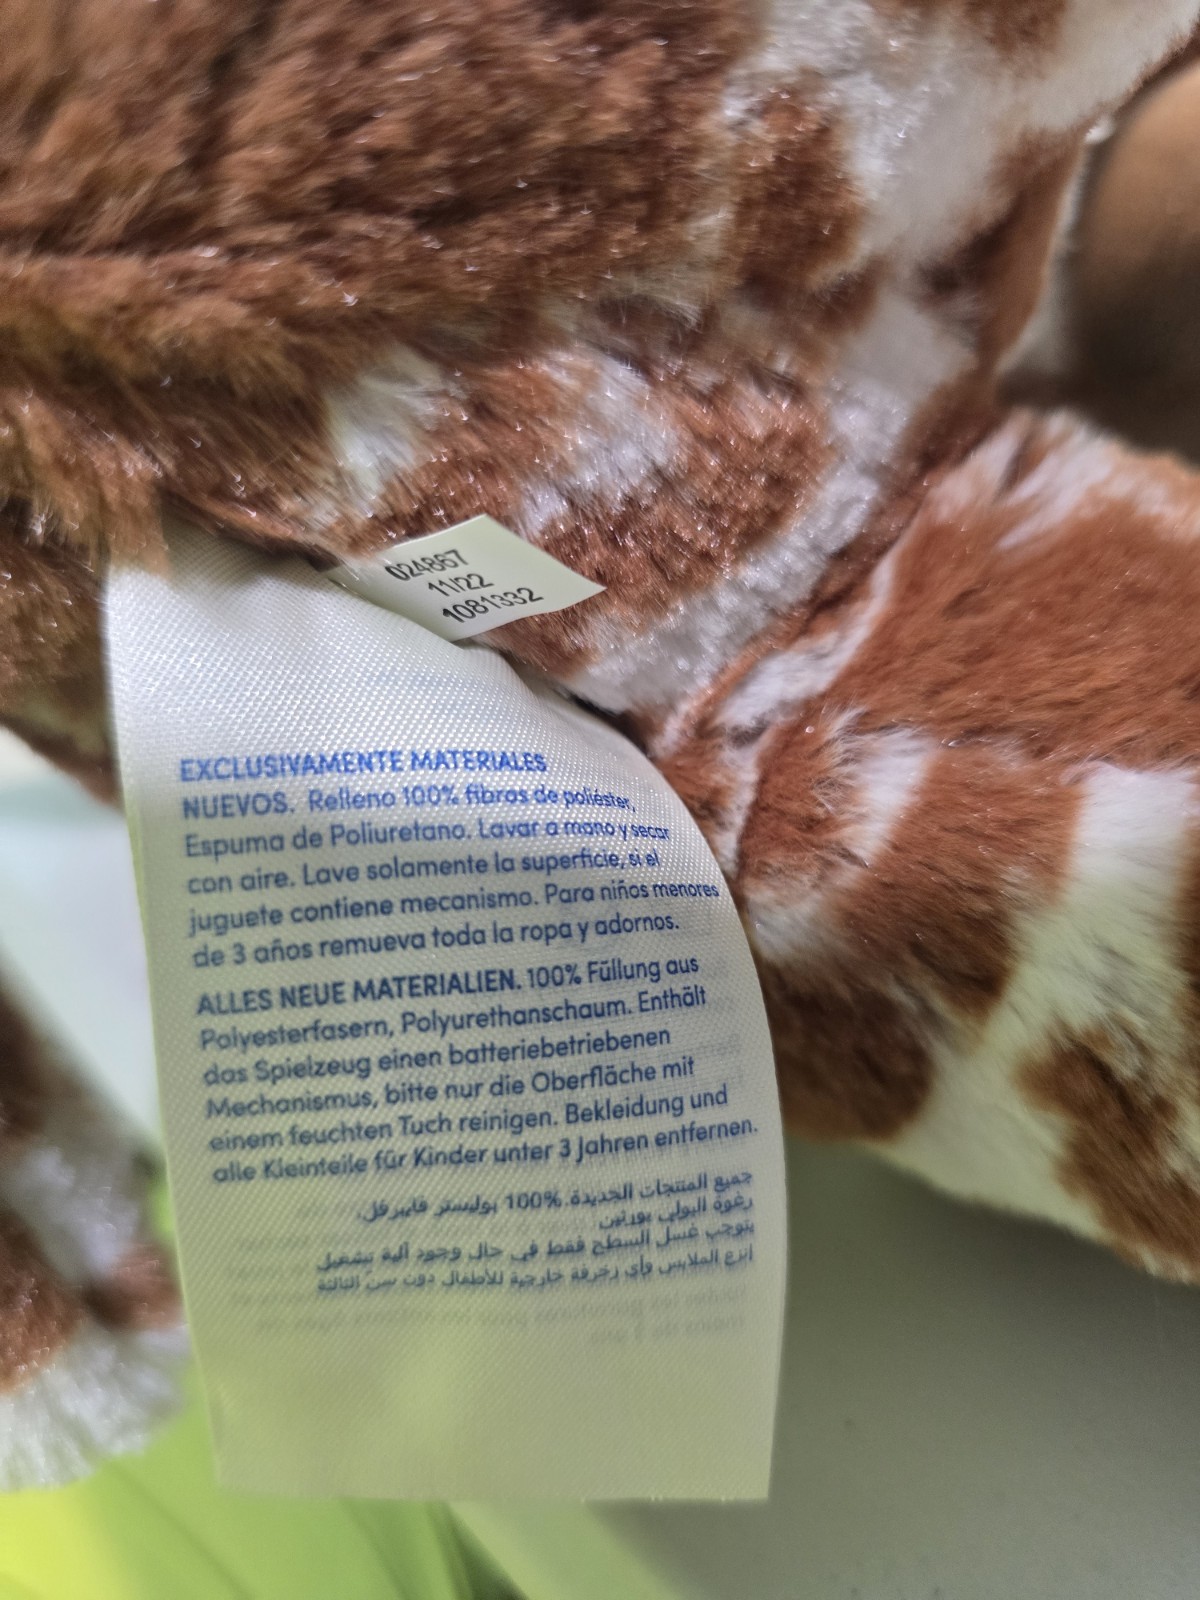 024867
11/22
1081332
EXCLUSIVAMENTE MATERIALES
NUEVOS. Relleno 100% fibras de poliéster,
Espuma de Poliuretano. Lavar a mano y secar
con aire. Lave solamente la superficie, si el
juguete contiene mecanismo. Para niños menores
de 3 años remueva toda la ropa y adornos.
ALLES NEUE MATERIALIEN. 100% Füllung aus
Polyesterfasern, Polyurethanschaum. Enthält
das Spielzeug einen batteriebetriebenen
Mechanismus, bitte nur die Oberfläche mit
einem feuchten Tuch reinigen. Bekleidung und
alle Kleinteile für Kinder unter 3 Jahren entfernen.
جميع المنتجات الجديدة. 100% بوليستر فايبرفل.
رغوة البولي يوريثين.
يتوجب غسل السطح فقط في حال وجود آلية تشغيل
انزع الملابس وأي زخرفة خارجية للأطفال دون سن الثالثة